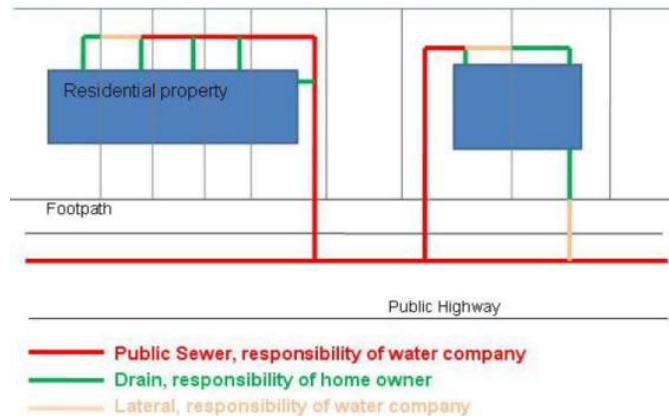 Residential property
Footpath
Public Highway
Public Sewer, responsibility of water company
Drain, responsibility of home owner
Lateral, responsibility of water company